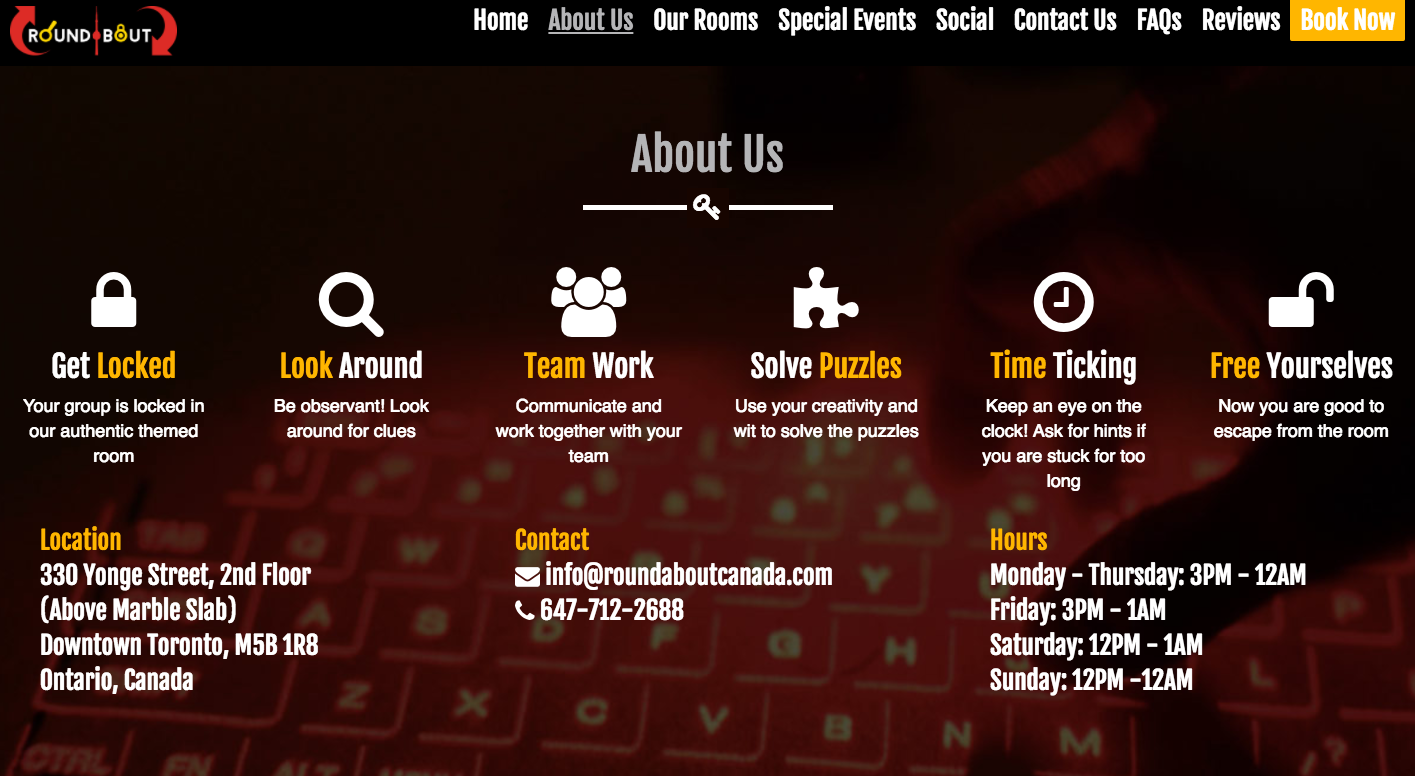 ROUND BOUT
Home About Us Our Rooms Special Events Social Contact Us FAQs Reviews Book Now
About Us
Get Locked
Your group is locked in
our authentic themed
room
Look Around
Be observant! Look
around for clues
Team Work
Communicate and
work together with your
team
Solve Puzzles
Use your creativity and
wit to solve the puzzles
Time Ticking
Keep an eye on the
clock! Ask for hints if
you are stuck for too
long
Free Yourselves
Now you are good to
escape from the room
Location
330 Yonge Street, 2nd Floor
(Above Marble Slab)
Downtown Toronto, M5B 1R8
Ontario, Canada
Contact
info@roundaboutcanada.com
647-712-2688
Hours
Monday - Thursday: 3PM - 12AM
Friday: 3PM - 1AM
Saturday: 12PM - 1AM
Sunday: 12PM -12AM
TAB Q W Y P
A S D F G H L
Z X C V B N M
CTRL FN ALT